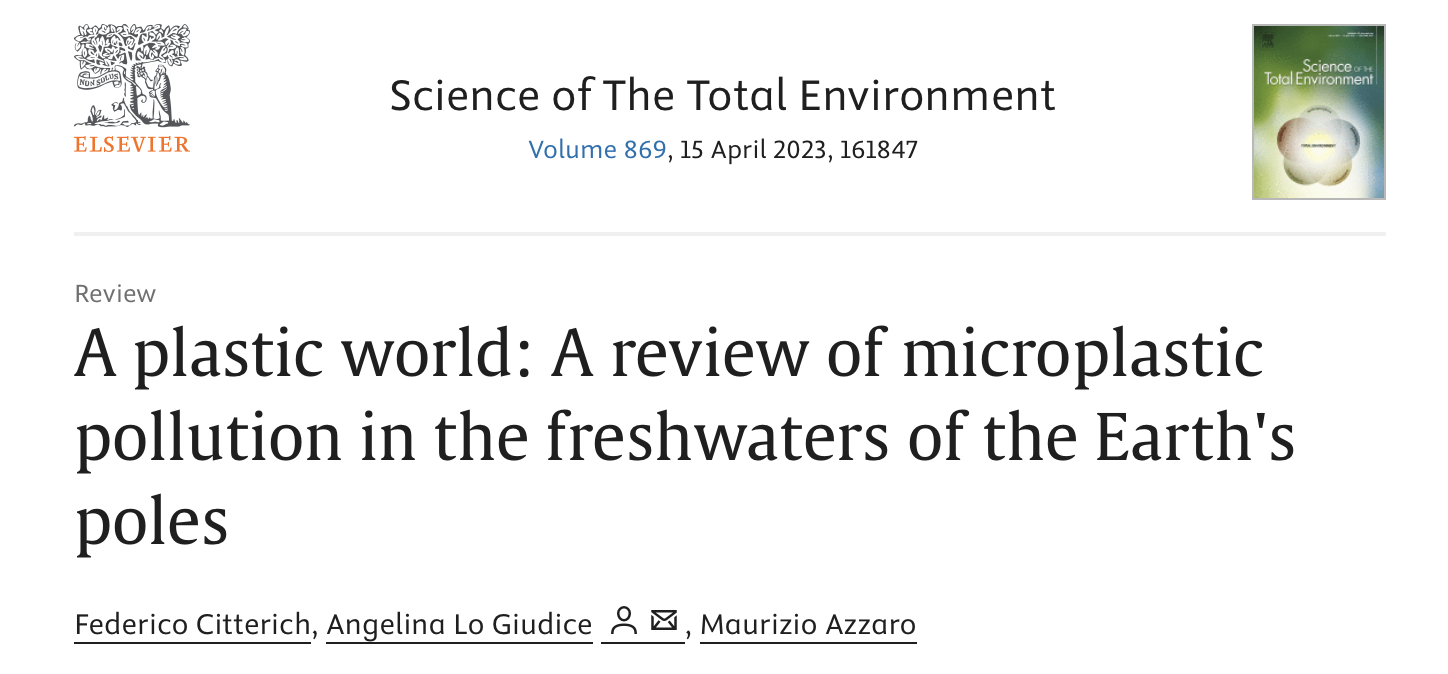 NON SOLUS
ELSEVIER
Science of The Total Environment
Volume 869, 15 April 2023, 161847
Science OF THE
Total Environment
TOTAL ENVIRONMENT
Review
A plastic world: A review of microplastic
pollution in the freshwaters of the Earth's
poles
Federico Citterich, Angelina Lo Giudice, Maurizio Azzaro